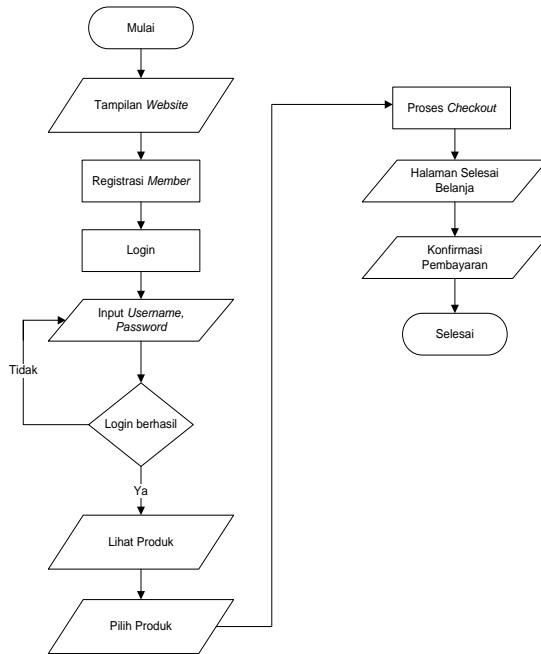 Mulai
Tampilan Website
Registrasi Member
Login
Input Username,
Password
Tidak
Login berhasil
Ya
Lihat Produk
Pilih Produk
Proses Checkout
Halaman Selesai
Belanja
Konfirmasi
Pembayaran
Selesai